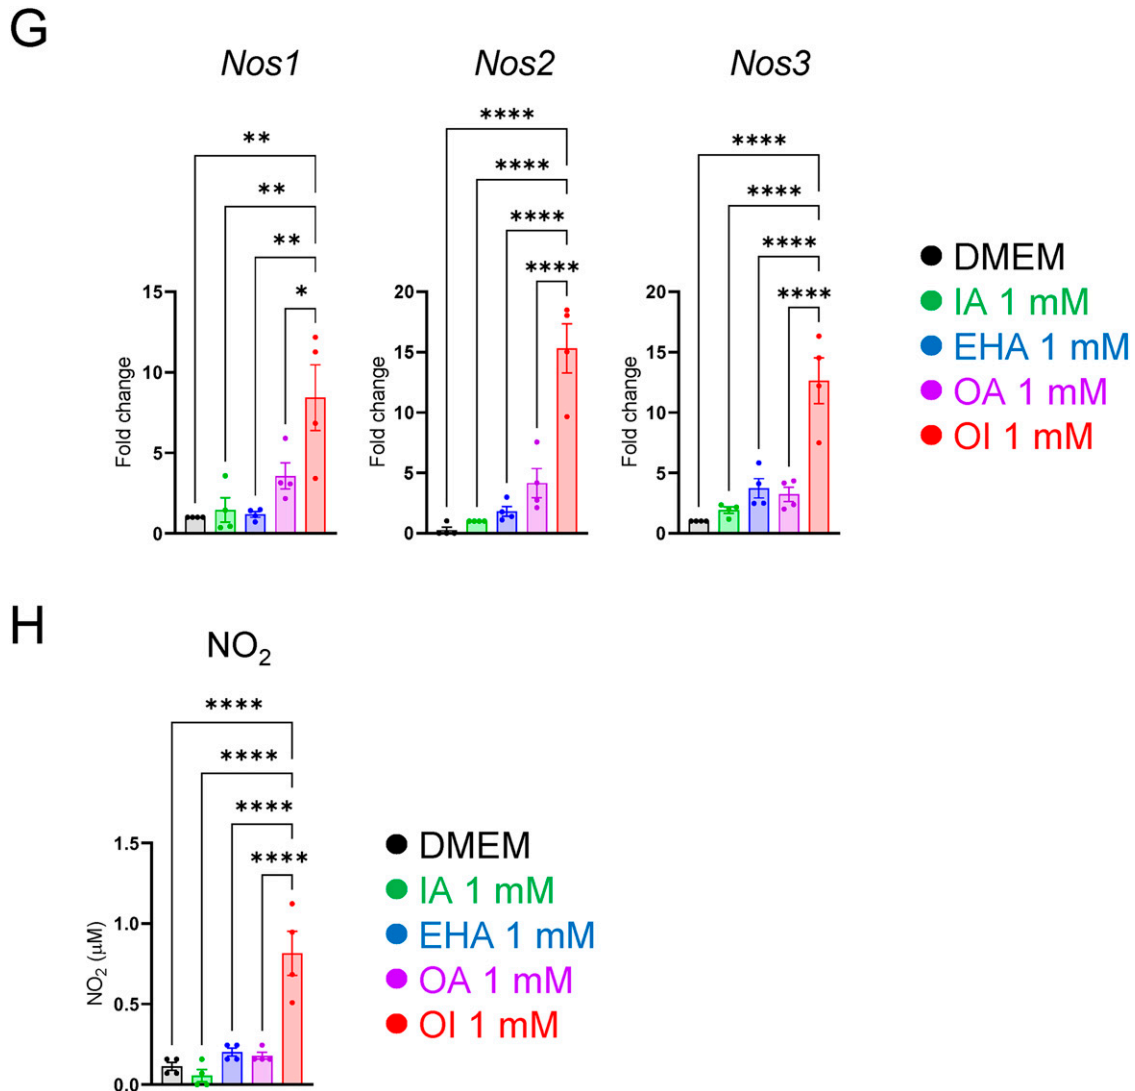 G
Nos1
Nos2
Nos3
**
**
**
*
****
****
****
****
****
****
****
****
Fold change
15
10
5
0
Fold change
20
15
10
5
0
Fold change
20
15
10
5
0
DMEM
IA 1 mM
EHA 1 mM
OA 1 mM
OI 1 mM
H
NO₂
****
****
****
****
NO₂ (μM)
1.5
1.0
0.5
0.0
DMEM
IA 1 mM
EHA 1 mM
OA 1 mM
OI 1 mM